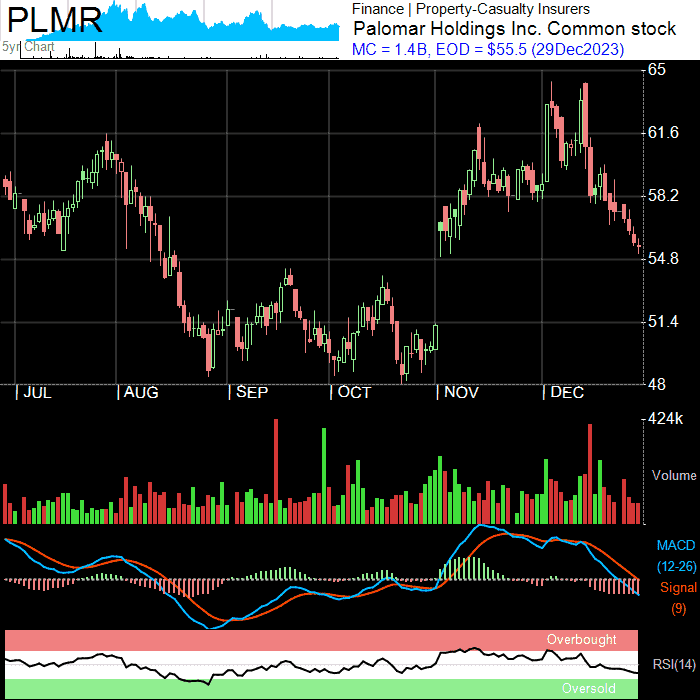 PLMR
5yr Chart
Finance | Property-Casualty Insurers
Palomar Holdings Inc. Common stock
MC = 1.4B, EOD = $55.5 (29Dec2023)
65
61.6
58.2
54.8
51.4
48
JUL AUG SEP OCT NOV DEC
424k
Volume
MACD
(12-26)
Signal
(9)
Overbought
RSI(14)
Oversold